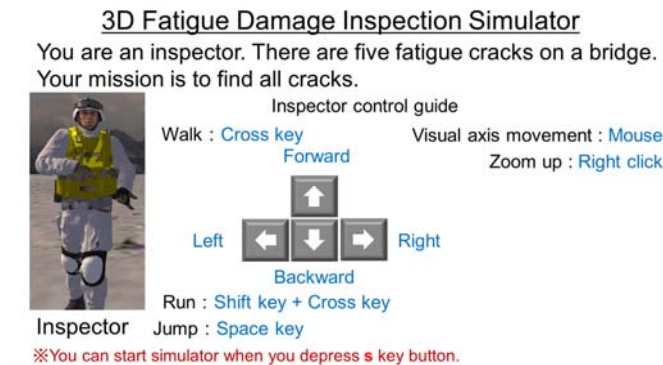 3D Fatigue Damage Inspection Simulator
You are an inspector. There are five fatigue cracks on a bridge.
Your mission is to find all cracks.
Inspector control guide
Walk : Cross key
Visual axis movement : Mouse
Forward
Zoom up : Right click
Left
Right
Backward
Run : Shift key + Cross key
Inspector
Jump : Space key
※You can start simulator when you depress s key button.